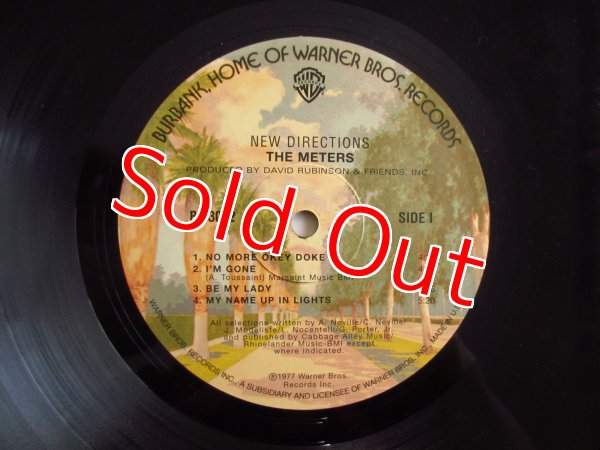 BURBANK, HOME OF WARNER BROS. RECORDS
NEW DIRECTIONS
THE METERS
PRODUCED BY DAVID RUBINSON & FRIENDS, INC.
Sold Out
SIDE 1
1. NO MORE OKEY DOKE
2. I'M GONE
(A. Toussaint) Marsaint Music BMI
3. BE MY LADY
4. MY NAME UP IN LIGHTS 5:20
All selections written by A. Neville/C. Neville/
J. Modeliste/L. Nocentelli/G. Porter, Jr.
and published by Cabbage Alley Music/
Rhinelander Music-BMI except
where indicated.
℗1977 Warner Bros.
Records Inc.
WARNER BROS. RECORDS INC., A SUBSIDIARY AND LICENSEE OF WARNER BROS. INC. MADE IN U.S.